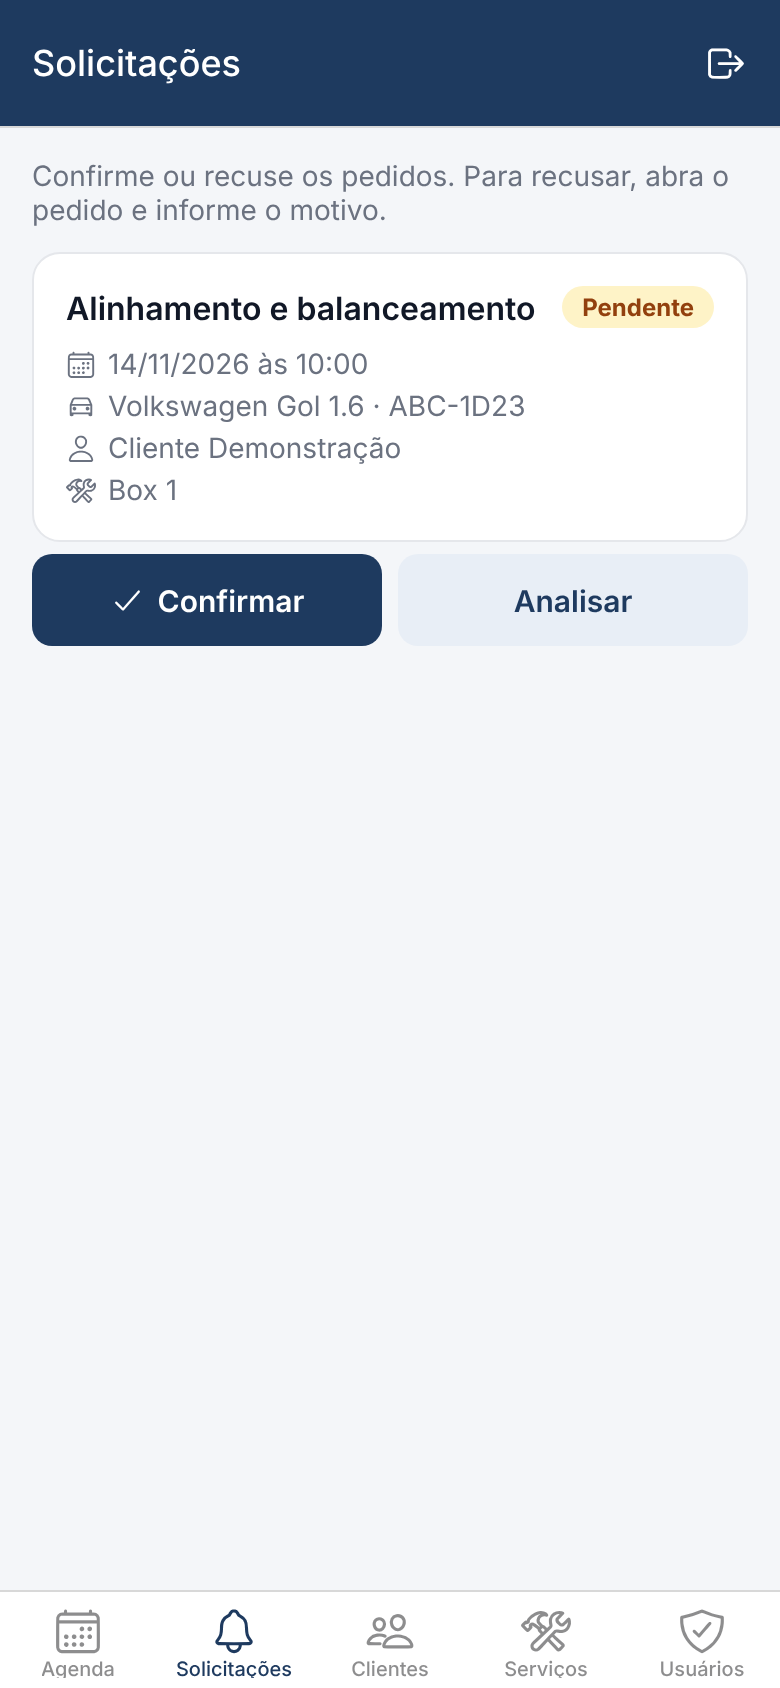 Solicitações
Confirme ou recuse os pedidos. Para recusar, abra o
pedido e informe o motivo.
Alinhamento e balanceamento
Pendente
14/11/2026 às 10:00
Volkswagen Gol 1.6 · ABC-1D23
Cliente Demonstração
Box 1
Confirmar
Analisar
Agenda
Solicitações
Clientes
Serviços
Usuários